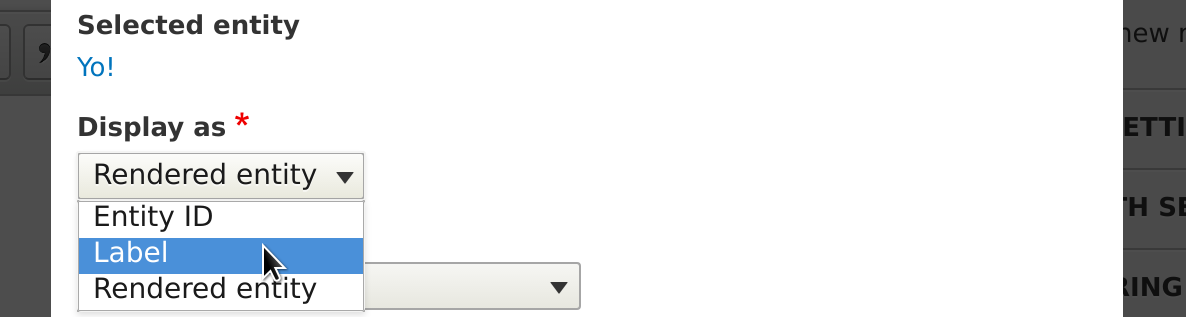 Selected entity
new
Yo!
Display as *
ETTI
Rendered entity
Entity ID
TH SE
Label
Rendered entity
RING